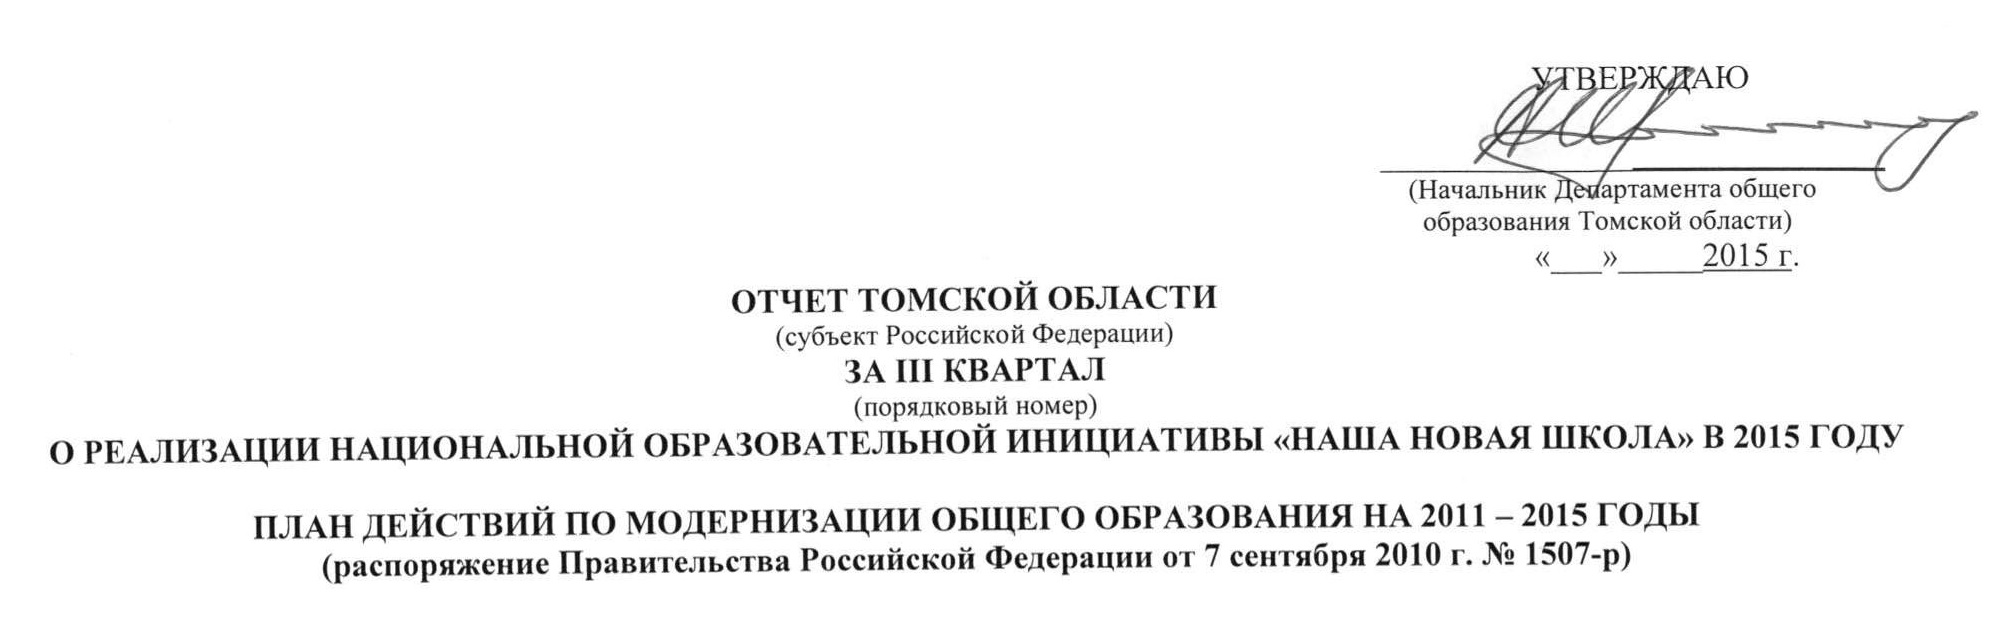 УТВЕРЖДАЮ
(Начальник Департамента общего
образования Томской области)
«___»_____2015 г.
ОТЧЕТ ТОМСКОЙ ОБЛАСТИ
(субъект Российской Федерации)
ЗА III КВАРТАЛ
(порядковый номер)
О РЕАЛИЗАЦИИ НАЦИОНАЛЬНОЙ ОБРАЗОВАТЕЛЬНОЙ ИНИЦИАТИВЫ «НАША НОВАЯ ШКОЛА» В 2015 ГОДУ
ПЛАН ДЕЙСТВИЙ ПО МОДЕРНИЗАЦИИ ОБЩЕГО ОБРАЗОВАНИЯ НА 2011 – 2015 ГОДЫ
(распоряжение Правительства Российской Федерации от 7 сентября 2010 г. № 1507-р)